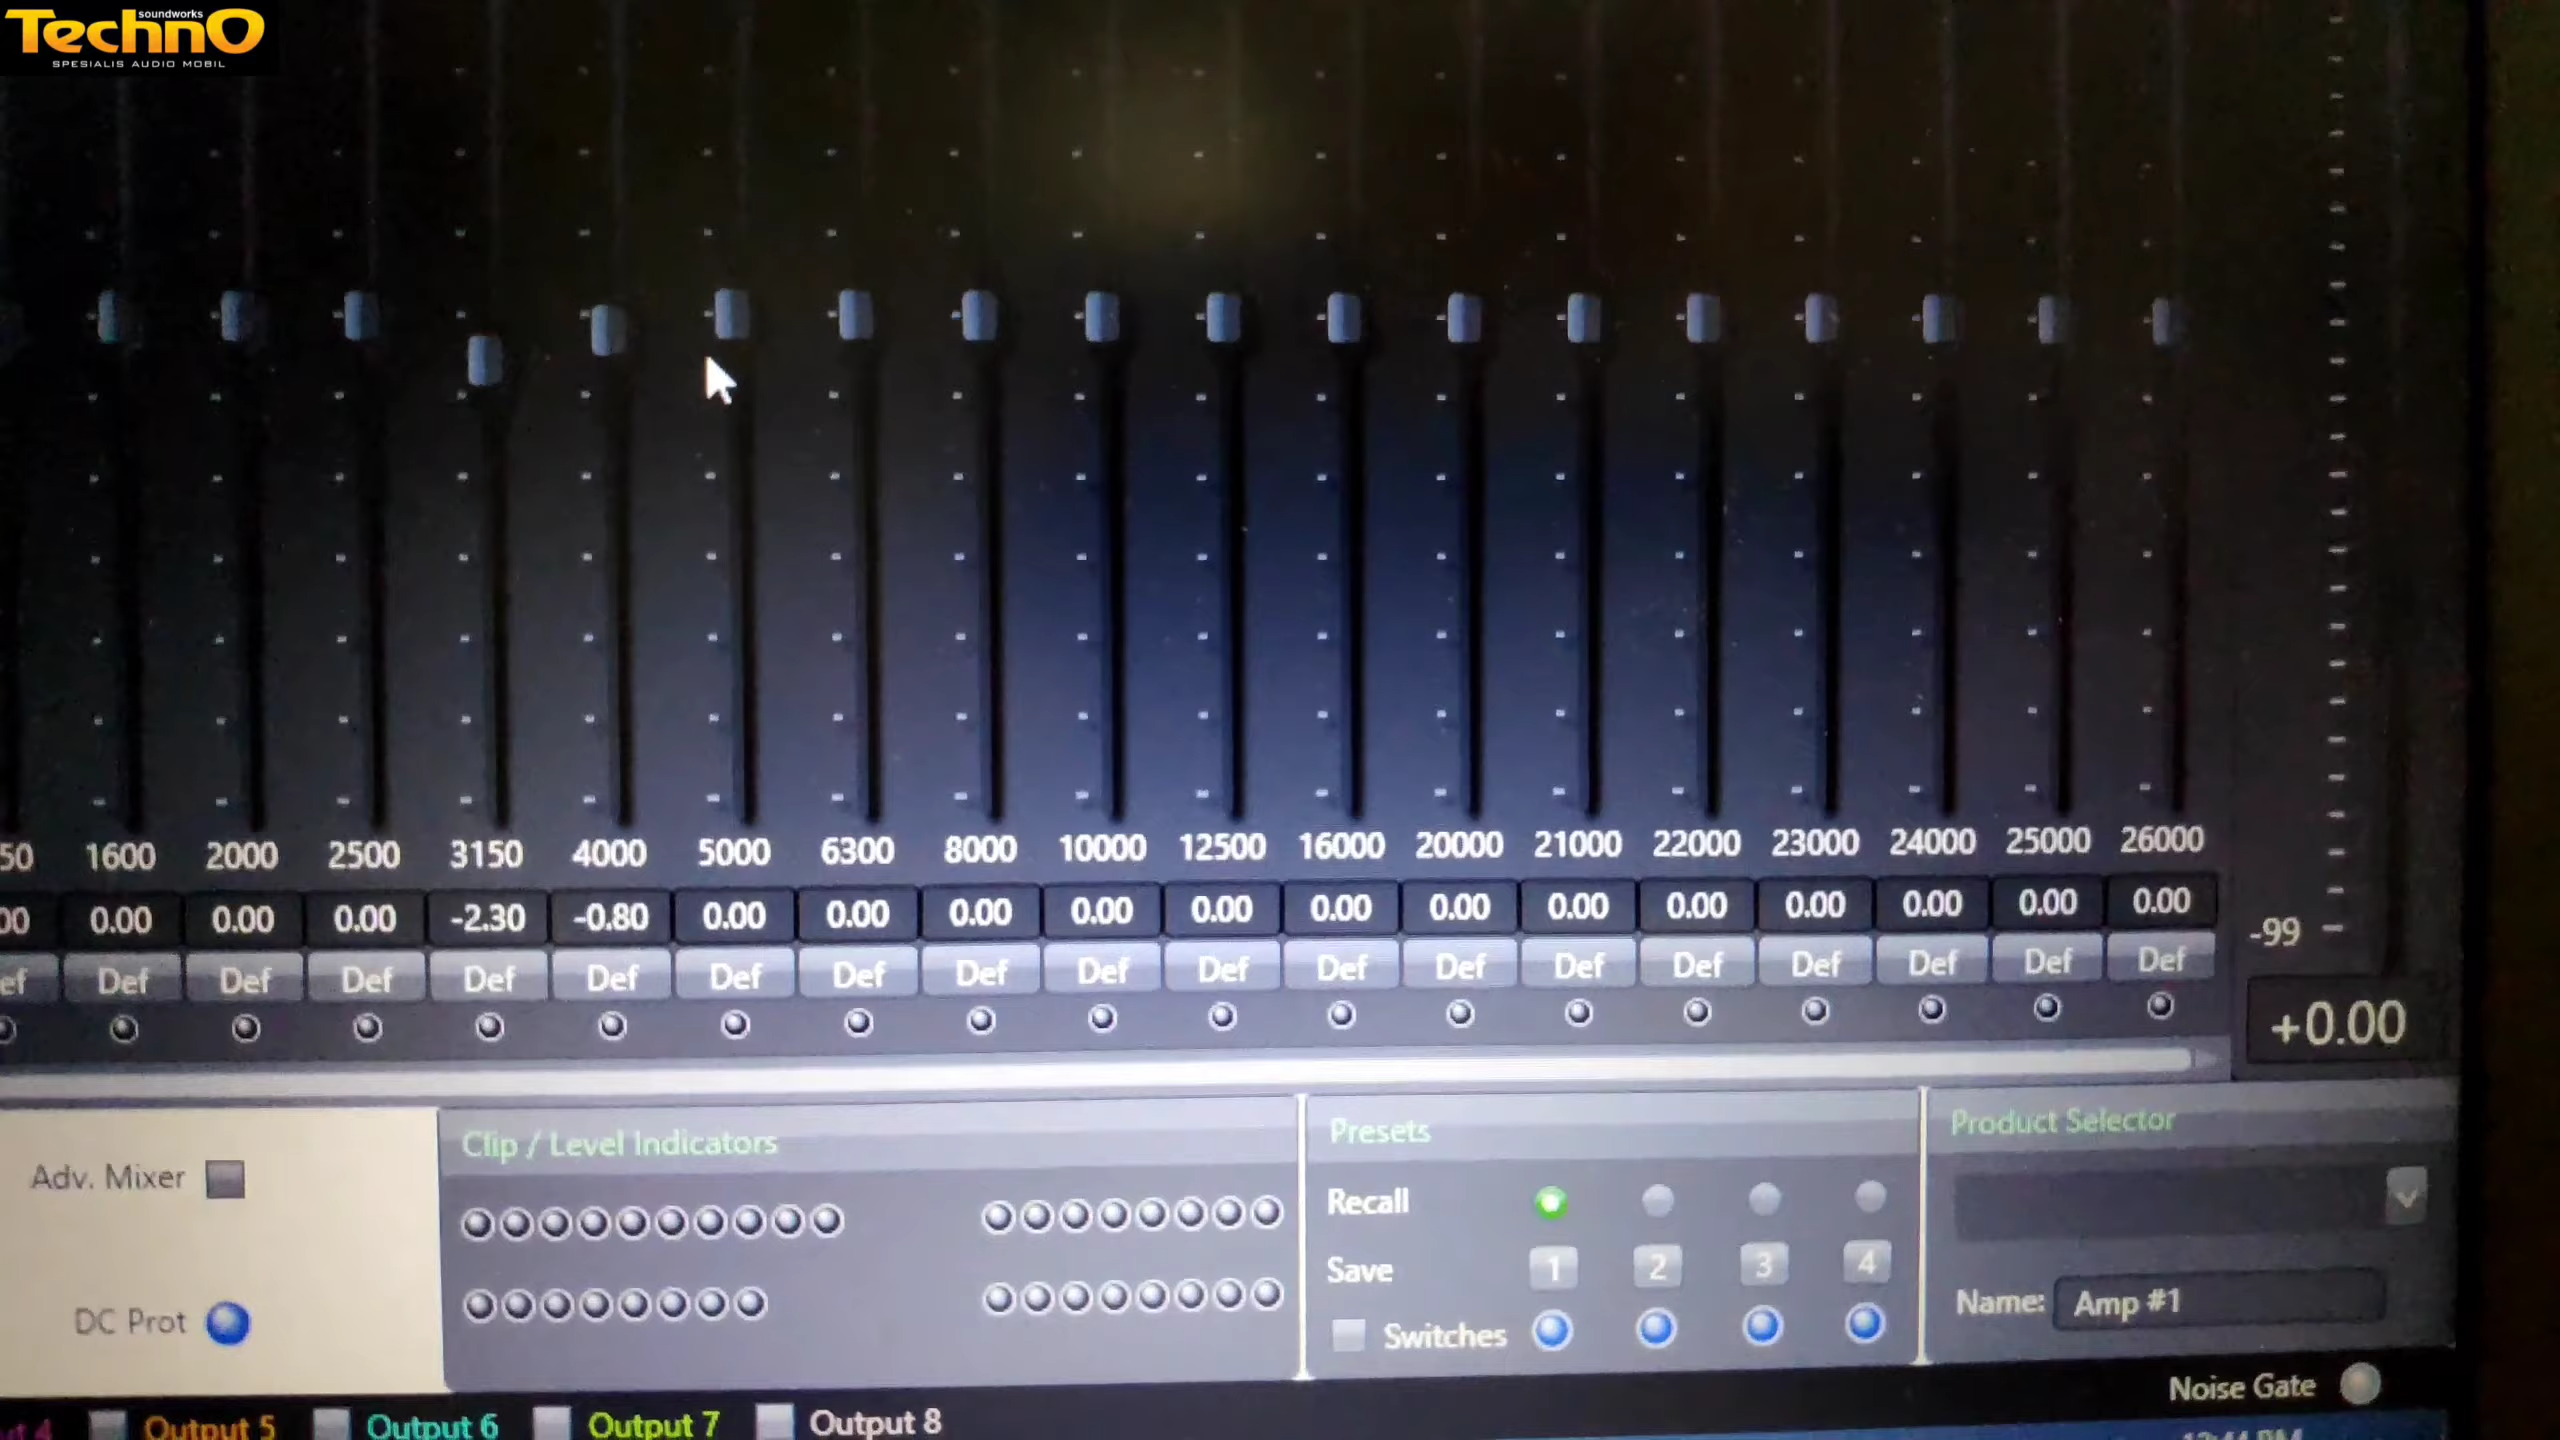 soundworks
TechnO
SPESIALIS AUDIO MOBIL
50 1600 2000 2500 3150 4000 5000 6300 8000 10000 12500 16000 20000 21000 22000 23000 24000 25000 26000
00 0.00 0.00 0.00 -2.30 -0.80 0.00 0.00 0.00 0.00 0.00 0.00 0.00 0.00 0.00 0.00 0.00 0.00 0.00
-99
ef Def Def Def Def Def Def Def Def Def Def Def Def Def Def Def Def Def Def
+0.00
Clip / Level Indicators
Presets
Product Selector
Adv. Mixer
Recall
Save 1 2 3 4
DC Prot
Switches
Name: Amp #1
Noise Gate
ut 4 Output 5 Output 6 Output 7 Output 8